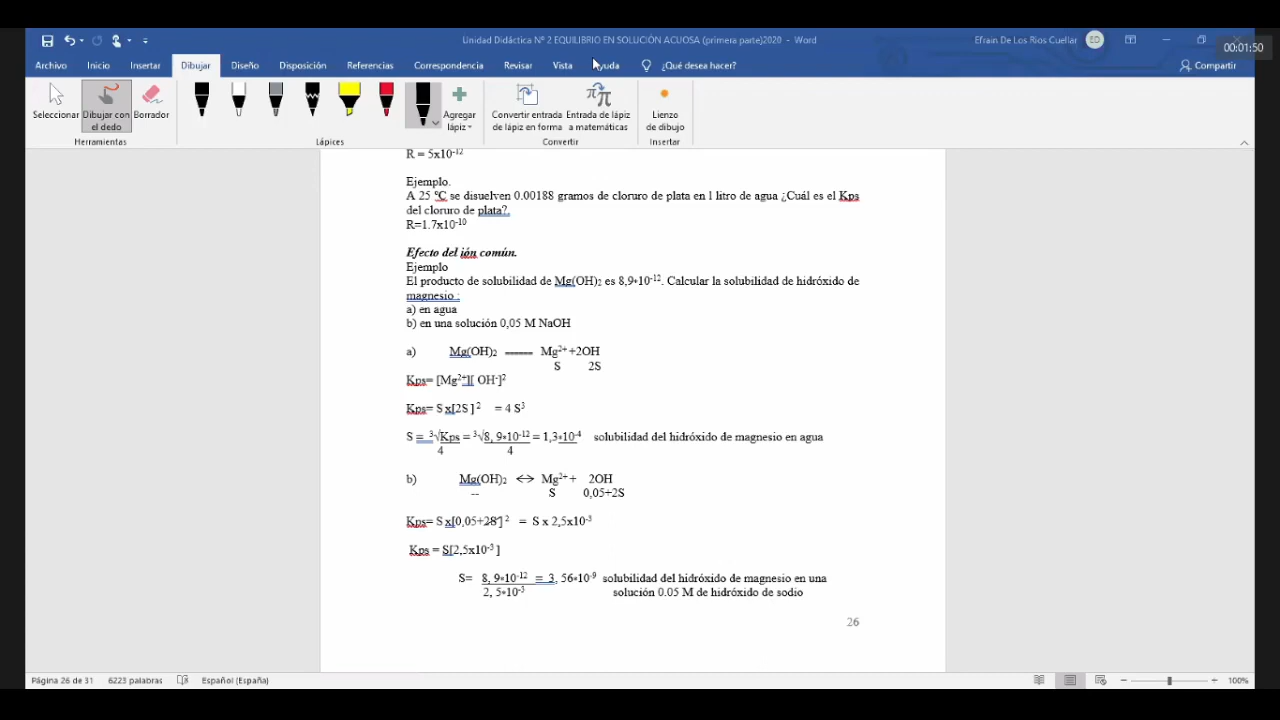 Unidad Didáctica Nº 2 EQUILIBRIO EN SOLUCIÓN ACUOSA (primera parte)2020 - Word
Efrain De Los Rios Cuellar ED
00:01:50
Archivo Inicio Insertar Dibujar Diseño Disposición Referencias Correspondencia Revisar Vista Ayuda ¿Qué desea hacer? Compartir
Seleccionar Dibujar con el dedo Borrador Agregar lápiz Convertir entrada de lápiz en forma Entrada de lápiz a matemáticas Lienzo de dibujo
Herramientas Lápices Convertir Insertar
R = 5x10-12
Ejemplo.
A 25 ºC se disuelven 0.00188 gramos de cloruro de plata en l litro de agua ¿Cuál es el Kps
del cloruro de plata?.
R=1.7x10-10
Efecto del ión común.
Ejemplo
El producto de solubilidad de Mg(OH)2 es 8,9*10-12. Calcular la solubilidad de hidróxido de
magnesio :
a) en agua
b) en una solución 0,05 M NaOH
a) Mg(OH)2 ===== Mg2+ +2OH
S 2S
Kps= [Mg2+][ OH-]2
Kps= S x[2S ] 2 = 4 S3
S = 3√Kps = 3√8, 9*10-12 = 1,3*10-4 solubilidad del hidróxido de magnesio en agua
4 4
b) Mg(OH)2 <=> Mg2+ + 2OH
-- S 0,05+2S
Kps= S x[0,05+2S ] 2 = S x 2,5x10-3
Kps = S[2,5x10-3 ]
S= 8, 9*10-12 = 3, 56*10-9 solubilidad del hidróxido de magnesio en una
2, 5*10-3 solución 0.05 M de hidróxido de sodio
26
Página 26 de 31 6223 palabras Español (España) 100%